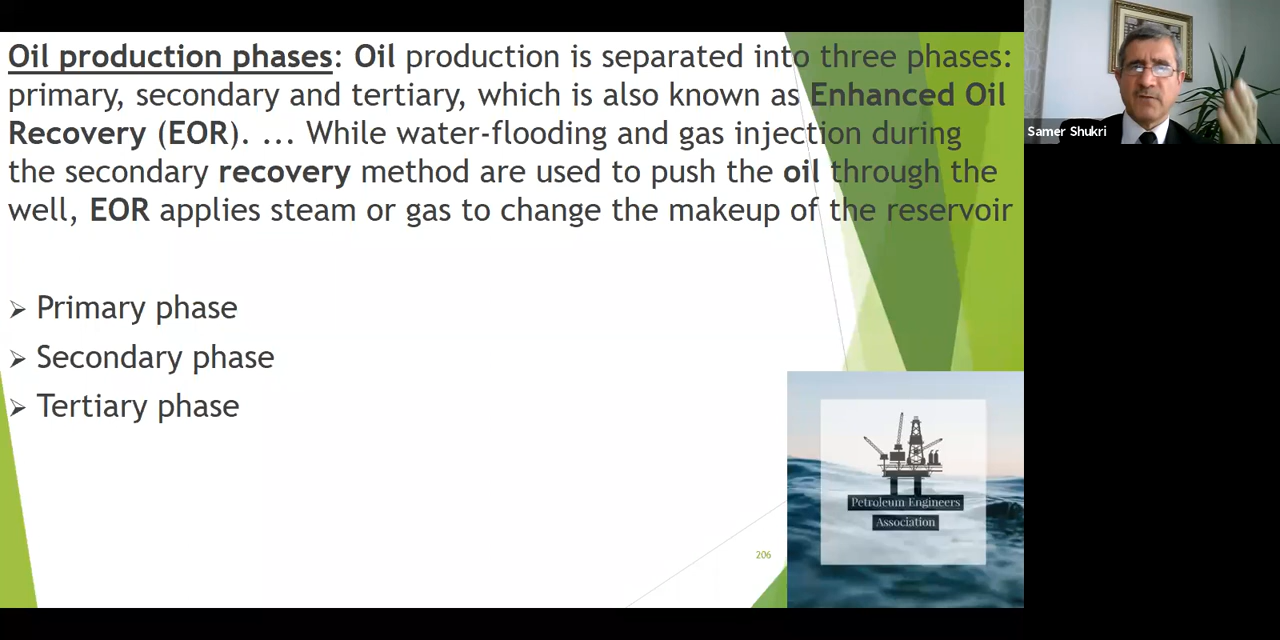 Oil production phases: Oil production is separated into three phases:
primary, secondary and tertiary, which is also known as Enhanced Oil
Recovery (EOR). ... While water-flooding and gas injection during
the secondary recovery method are used to push the oil through the
well, EOR applies steam or gas to change the makeup of the reservoir
Samer Shukri
Primary phase
Secondary phase
Tertiary phase
Petroleum Engineers
Association
206